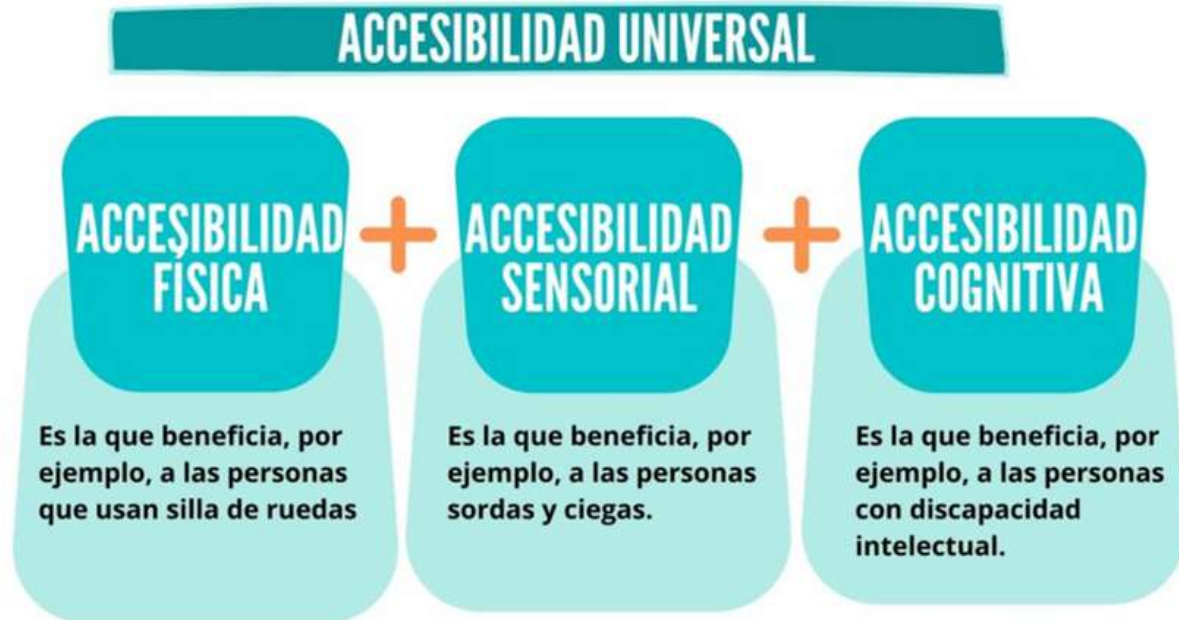 ACCESIBILIDAD UNIVERSAL
ACCESIBILIDAD
FÍSICA
+
ACCESIBILIDAD
SENSORIAL
+
ACCESIBILIDAD
COGNITIVA
Es la que beneficia, por
ejemplo, a las personas
que usan silla de ruedas
Es la que beneficia, por
ejemplo, a las personas
sordas y ciegas.
Es la que beneficia, por
ejemplo, a las personas
con discapacidad
intelectual.